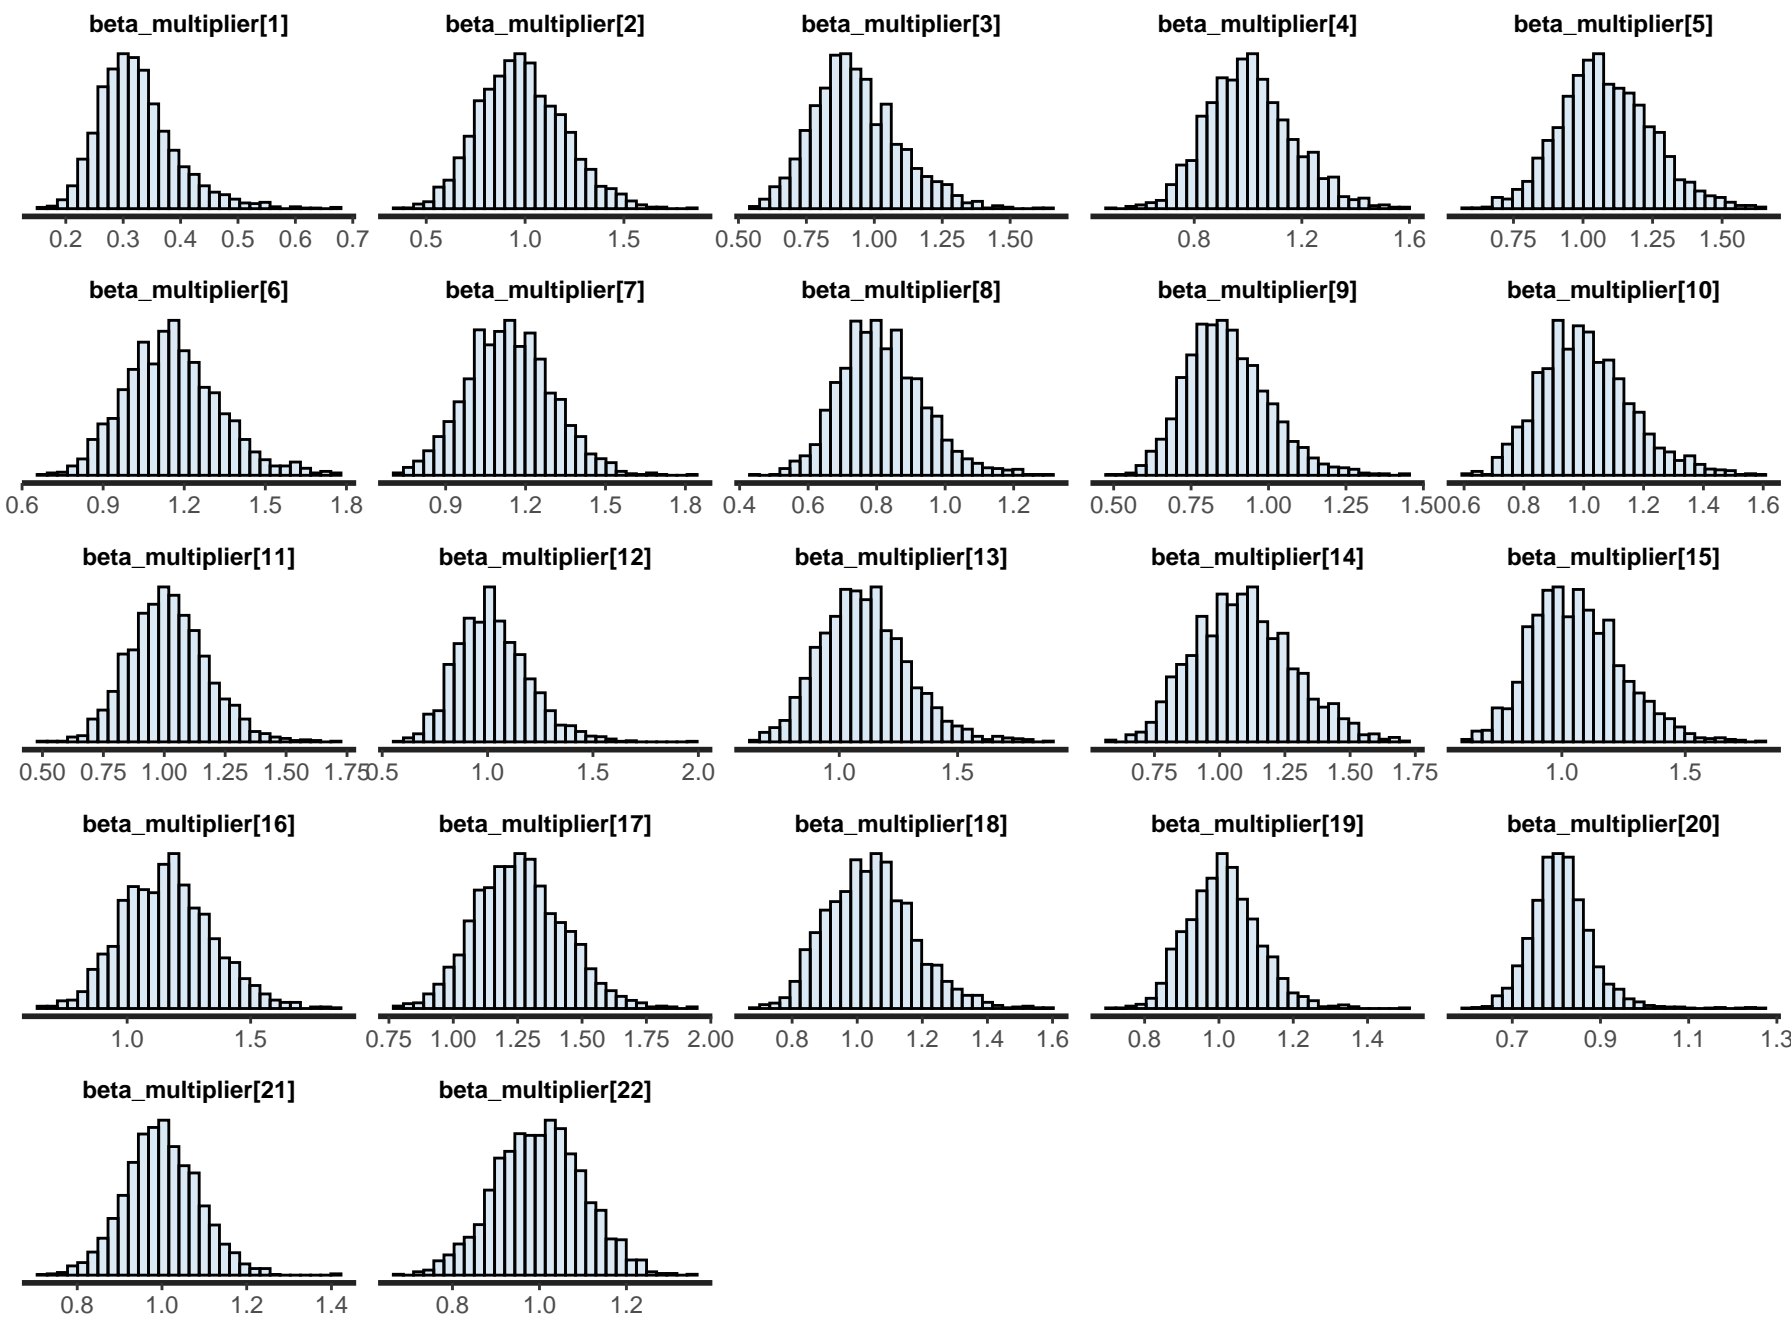 beta_multiplier[1] beta_multiplier[2] beta_multiplier[3] beta_multiplier[4] beta_multiplier[5]
0.2 0.3 0.4 0.5 0.6 0.7 0.5 1.0 1.5 0.50 0.75 1.00 1.25 1.50 0.8 1.2 1.6 0.75 1.00 1.25 1.50
beta_multiplier[6] beta_multiplier[7] beta_multiplier[8] beta_multiplier[9] beta_multiplier[10]
0.6 0.9 1.2 1.5 1.8 0.9 1.2 1.5 1.8 0.4 0.6 0.8 1.0 1.2 0.50 0.75 1.00 1.25 1.50 0.6 0.8 1.0 1.2 1.4 1.6
beta_multiplier[11] beta_multiplier[12] beta_multiplier[13] beta_multiplier[14] beta_multiplier[15]
0.50 0.75 1.00 1.25 1.50 1.75 0.5 1.0 1.5 2.0 1.0 1.5 0.75 1.00 1.25 1.50 1.75 1.0 1.5
beta_multiplier[16] beta_multiplier[17] beta_multiplier[18] beta_multiplier[19] beta_multiplier[20]
1.0 1.5 0.75 1.00 1.25 1.50 1.75 2.00 0.8 1.0 1.2 1.4 1.6 0.8 1.0 1.2 1.4 0.7 0.9 1.1 1.3
beta_multiplier[21] beta_multiplier[22]
0.8 1.0 1.2 1.4 0.8 1.0 1.2